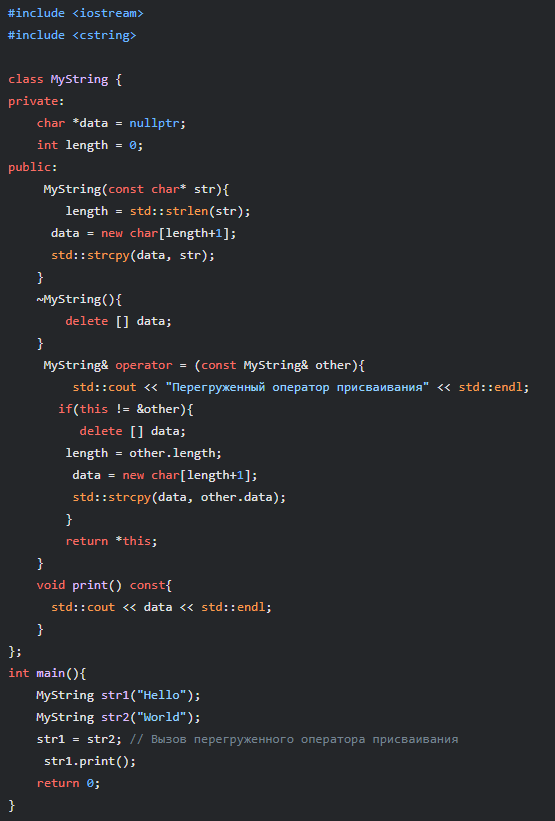 #include <iostream>
#include <cstring>

class MyString {
private:
    char *data = nullptr;
    int length = 0;
public:
     MyString(const char* str){
        length = std::strlen(str);
      data = new char[length+1];
      std::strcpy(data, str);
    }
    ~MyString(){
        delete [] data;
    }
     MyString& operator = (const MyString& other){
         std::cout << "Перегруженный оператор присваивания" << std::endl;
       if(this != &other){
          delete [] data;
        length = other.length;
         data = new char[length+1];
         std::strcpy(data, other.data);
        }
        return *this;
    }
    void print() const{
      std::cout << data << std::endl;
    }
};
int main(){
    MyString str1("Hello");
    MyString str2("World");
    str1 = str2; // Вызов перегруженного оператора присваивания
     str1.print();
    return 0;
}